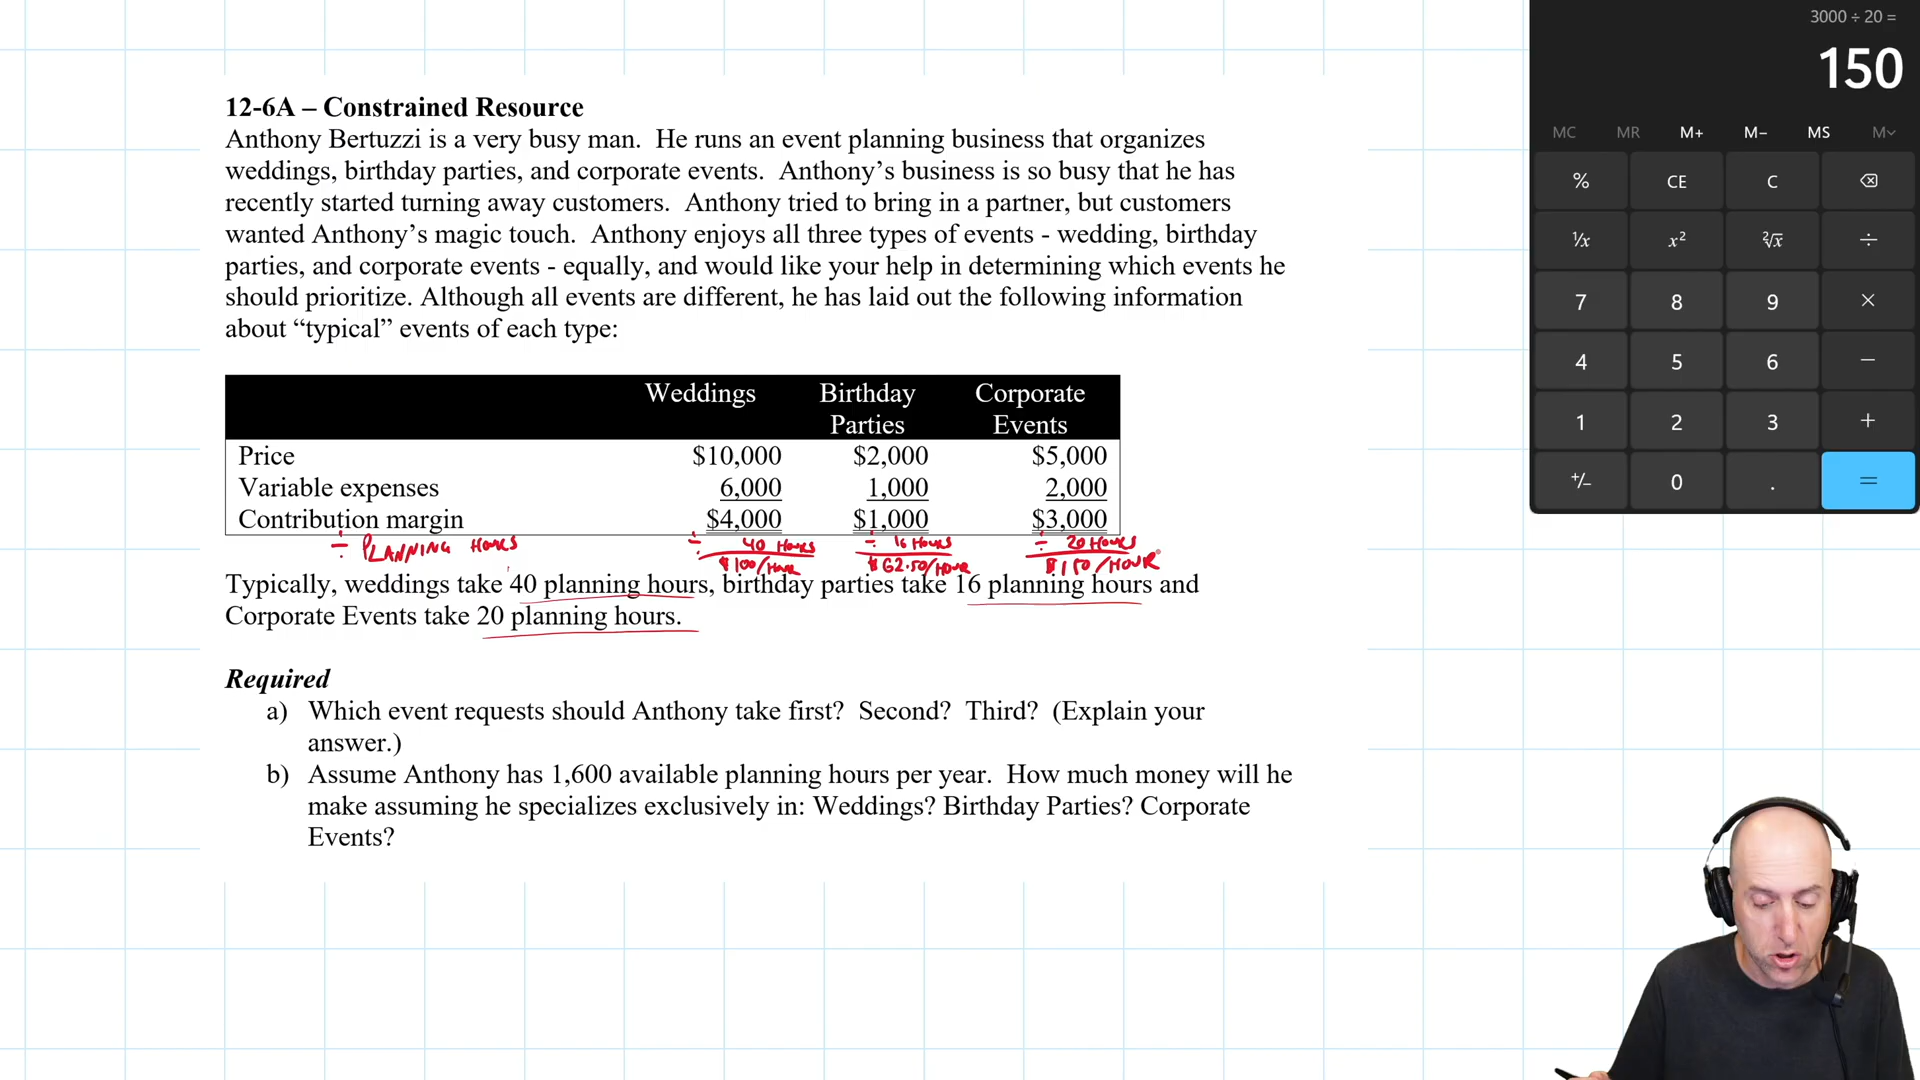 12-6A – Constrained Resource
Anthony Bertuzzi is a very busy man.  He runs an event planning business that organizes
weddings, birthday parties, and corporate events.  Anthony’s business is so busy that he has
recently started turning away customers.  Anthony tried to bring in a partner, but customers
wanted Anthony’s magic touch.  Anthony enjoys all three types of events - wedding, birthday
parties, and corporate events - equally, and would like your help in determining which events he
should prioritize. Although all events are different, he has laid out the following information
about “typical” events of each type:
Weddings Birthday Parties Corporate Events
Price $10,000 $2,000 $5,000
Variable expenses 6,000 1,000 2,000
Contribution margin $4,000 $1,000 $3,000
÷ PLANNING HOURS ÷ 40 HOURS ÷ 16 HOURS ÷ 20 HOURS
$100/HOUR $62.50/HOUR $150/HOUR
Typically, weddings take 40 planning hours, birthday parties take 16 planning hours and
Corporate Events take 20 planning hours.
Required
a) Which event requests should Anthony take first?  Second?  Third?  (Explain your
answer.)
b) Assume Anthony has 1,600 available planning hours per year.  How much money will he
make assuming he specializes exclusively in: Weddings? Birthday Parties? Corporate
Events?
3000 ÷ 20 =
150
MC MR M+ M− MS M˅
% CE C ⌫
⅟x x² ²√x ÷
7 8 9 ×
4 5 6 −
1 2 3 +
+/− 0 . =